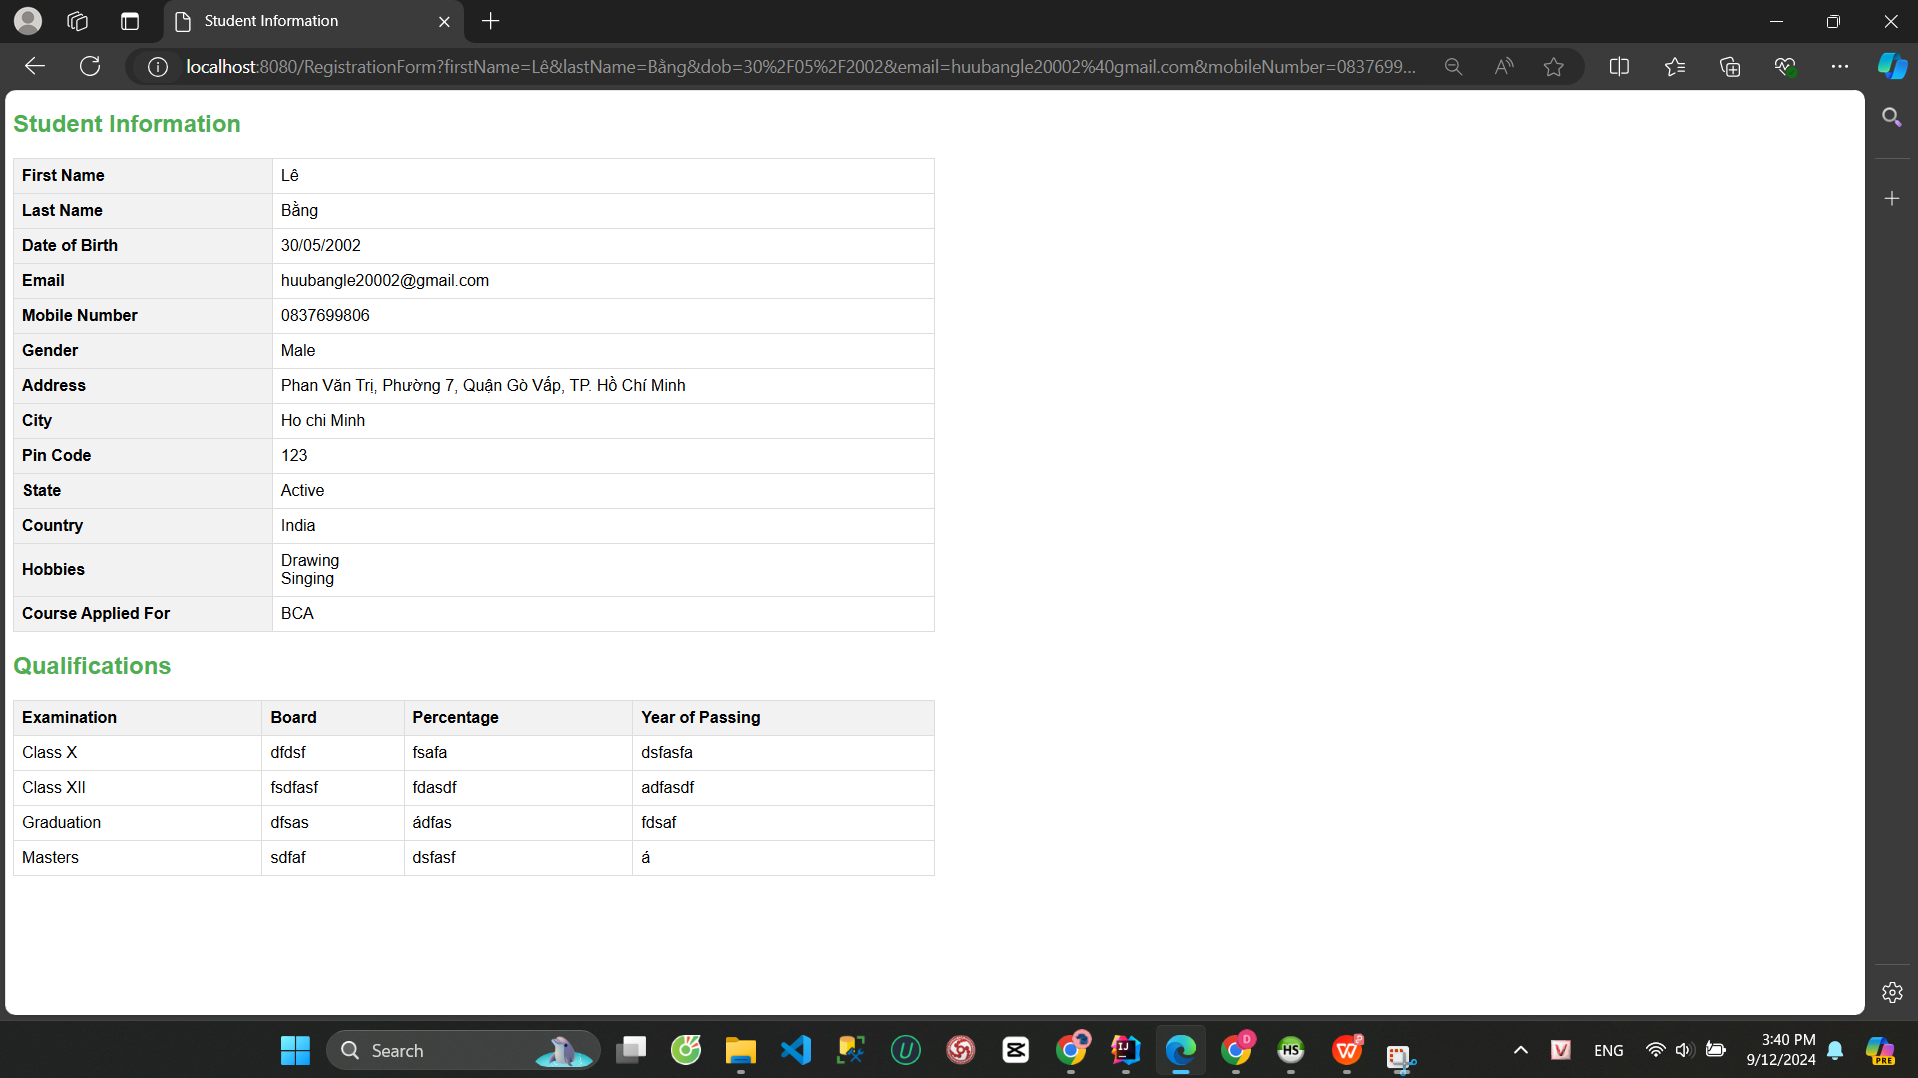 Student Information
localhost:8080/RegistrationForm?firstName=Lê&lastName=Bằng&dob=30%2F05%2F2002&email=huubangle20002%40gmail.com&mobileNumber=0837699...
Student Information
First Name Lê
Last Name Bằng
Date of Birth 30/05/2002
Email huubangle20002@gmail.com
Mobile Number 0837699806
Gender Male
Address Phan Văn Trị, Phường 7, Quận Gò Vấp, TP. Hồ Chí Minh
City Ho chi Minh
Pin Code 123
State Active
Country India
Hobbies Drawing
Singing
Course Applied For BCA
Qualifications
Examination Board Percentage Year of Passing
Class X dfdsf fsafa dsfasfa
Class XII fsdfasf fdasdf adfasdf
Graduation dfsas ádfas fdsaf
Masters sdfaf dsfasf á
Search
ENG
3:40 PM
9/12/2024